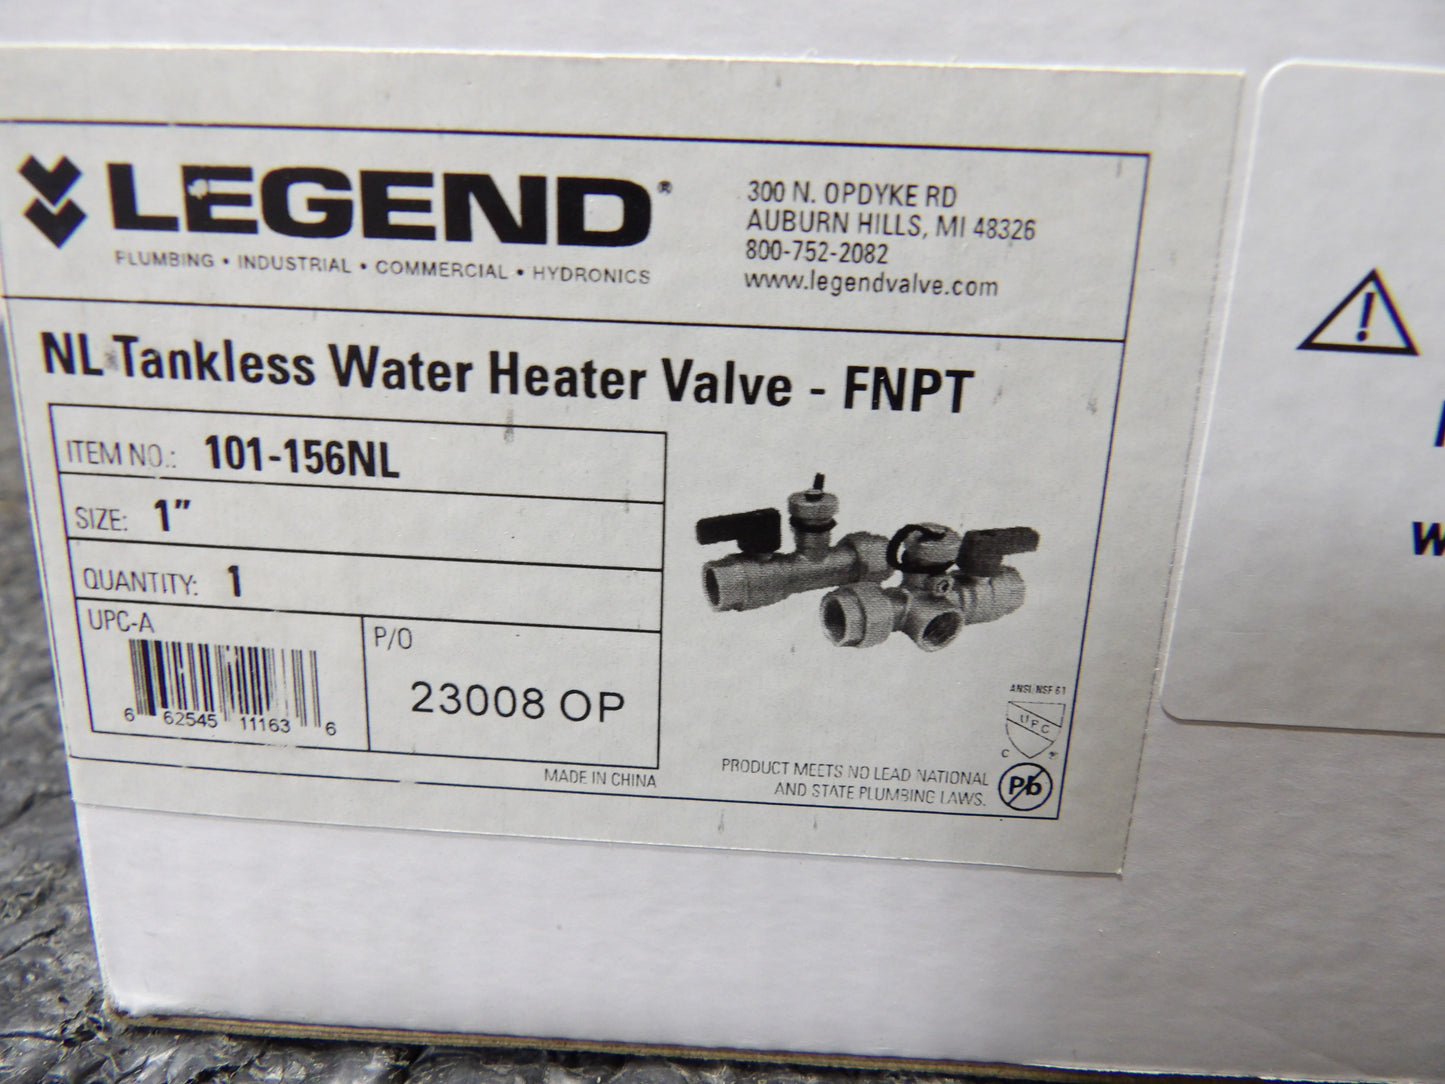 LEGEND®
PLUMBING • INDUSTRIAL • COMMERCIAL • HYDRONICS
300 N. OPDYKE RD
AUBURN HILLS, MI 48326
800-752-2082
www.legendvalve.com
NL Tankless Water Heater Valve - FNPT
ITEM NO.: 101-156NL
SIZE: 1"
QUANTITY: 1
UPC-A
6 62545 11163 6
P/O
23008 OP
MADE IN CHINA
ANSI NSF 61
UPC
C
PRODUCT MEETS NO LEAD NATIONAL
AND STATE PLUMBING LAWS.
Pb
!
w